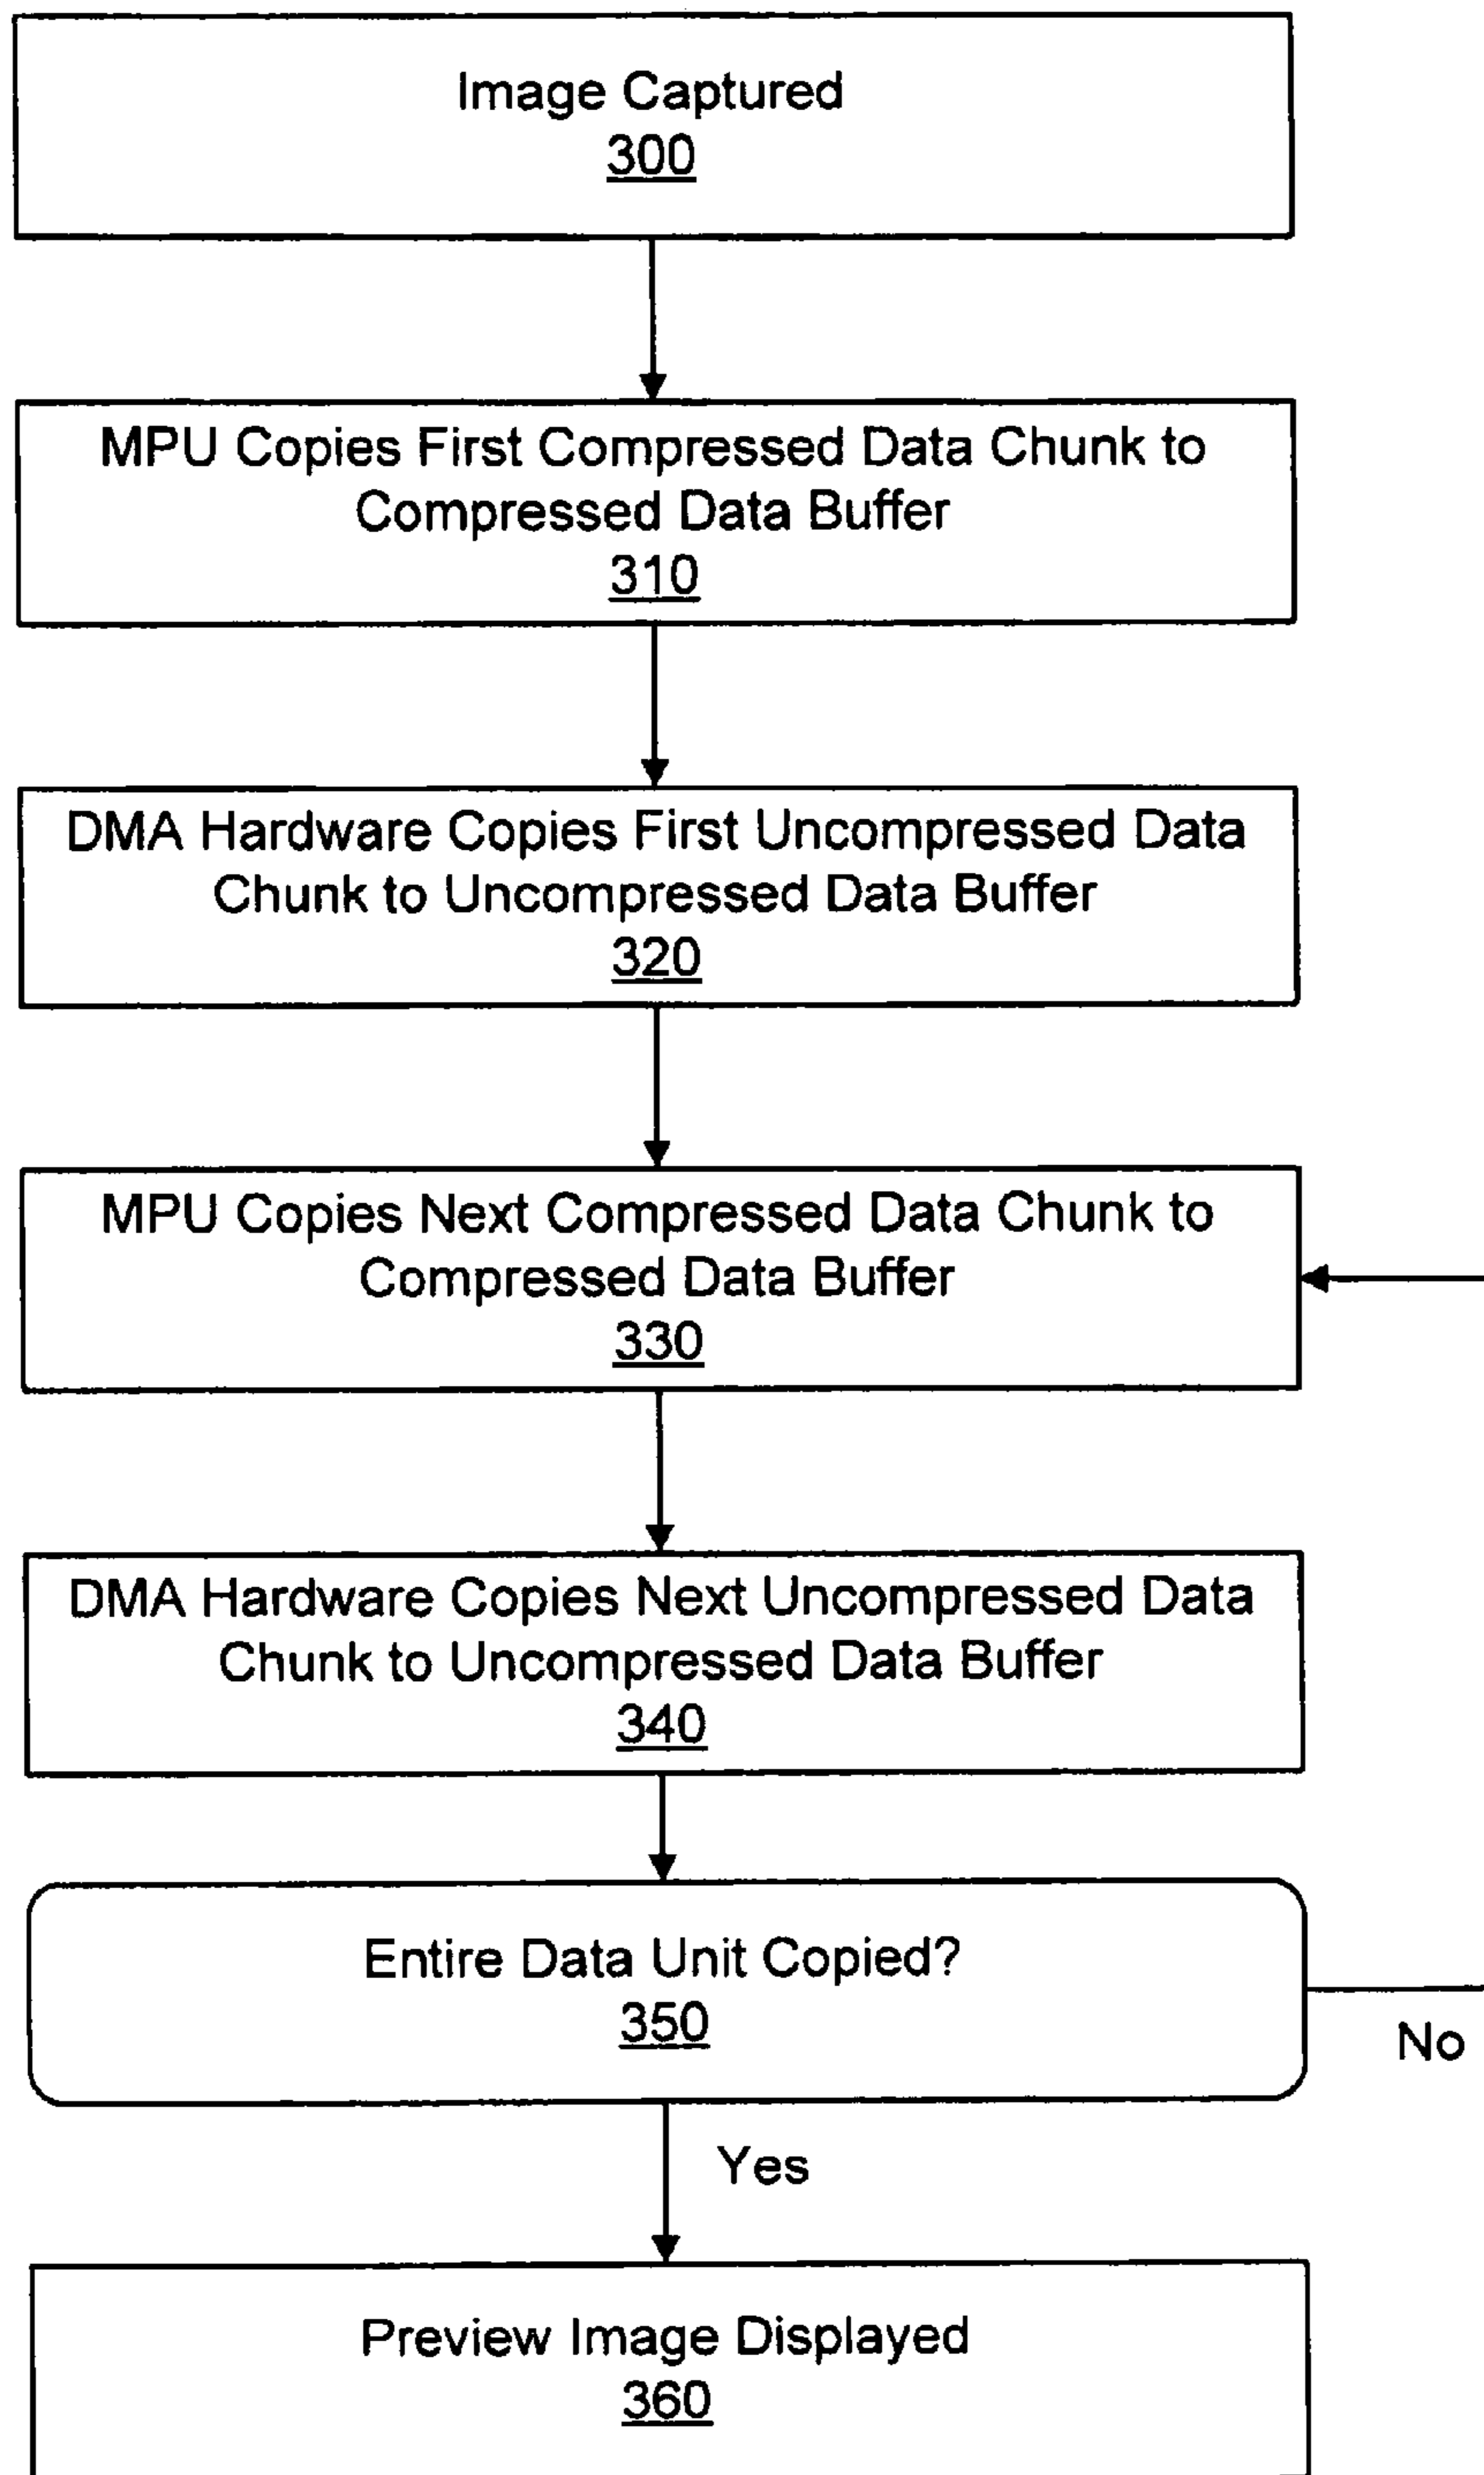 Image Captured
300
MPU Copies First Compressed Data Chunk to
Compressed Data Buffer
310
DMA Hardware Copies First Uncompressed Data
Chunk to Uncompressed Data Buffer
320
MPU Copies Next Compressed Data Chunk to
Compressed Data Buffer
330
DMA Hardware Copies Next Uncompressed Data
Chunk to Uncompressed Data Buffer
340
Entire Data Unit Copied?
350
No
Yes
Preview Image Displayed
360